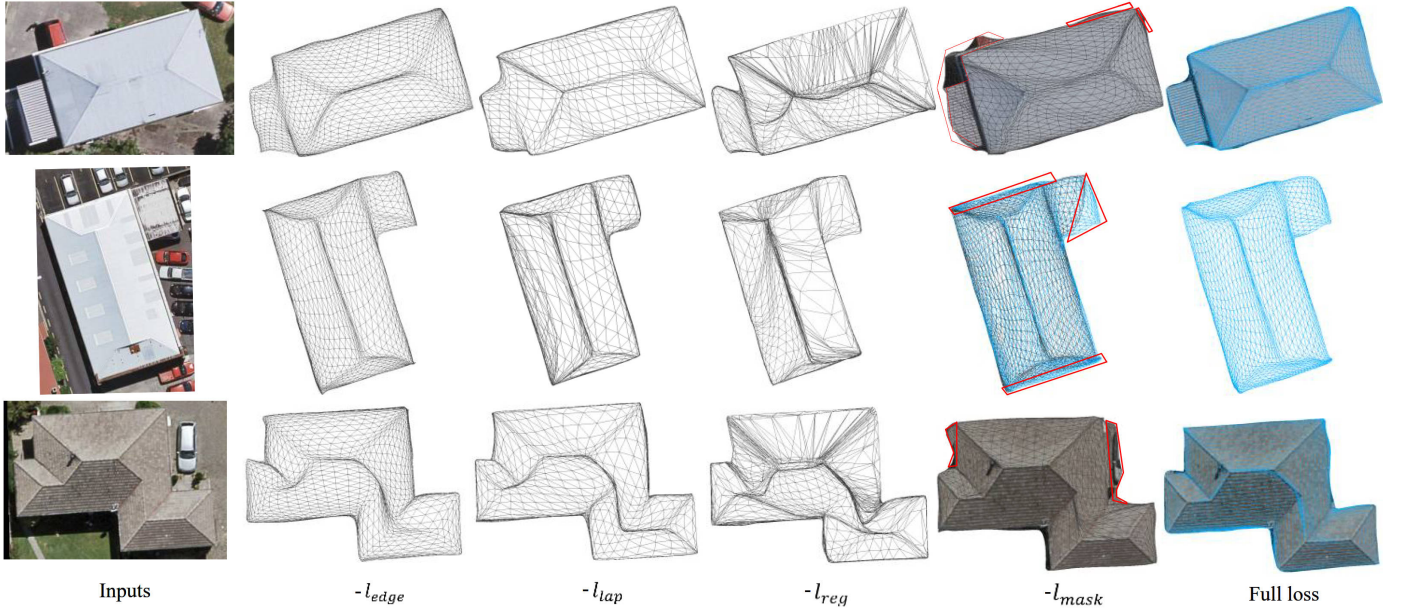 Inputs
-l_edge
-l_lap
-l_reg
-l_mask
Full loss